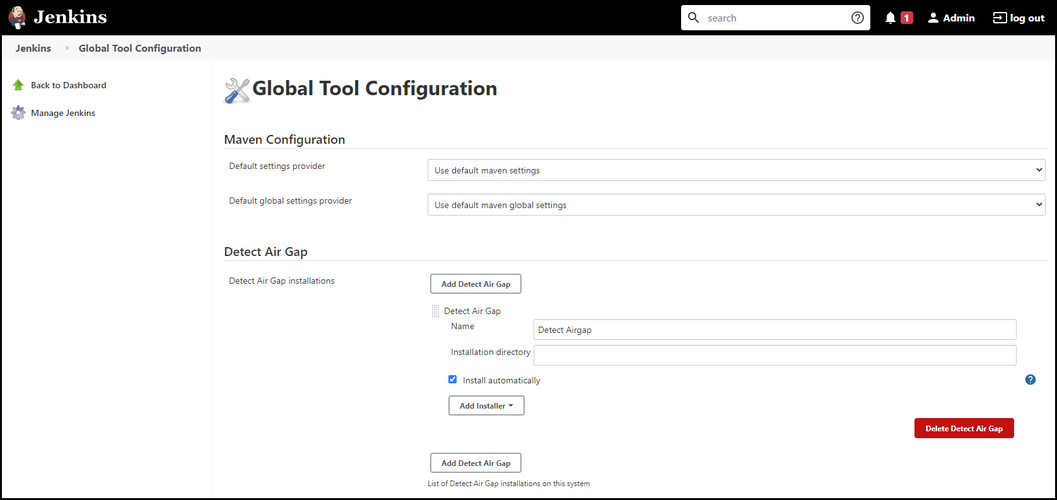 Jenkins
search
1
Admin
log out
Jenkins
Global Tool Configuration
Back to Dashboard
Manage Jenkins
Global Tool Configuration
Maven Configuration
Default settings provider
Use default maven settings
Default global settings provider
Use default maven global settings
Detect Air Gap
Detect Air Gap installations
Add Detect Air Gap
Detect Air Gap
Name
Detect Airgap
Installation directory
Install automatically
?
Add Installer
Delete Detect Air Gap
Add Detect Air Gap
List of Detect Air Gap installations on this system